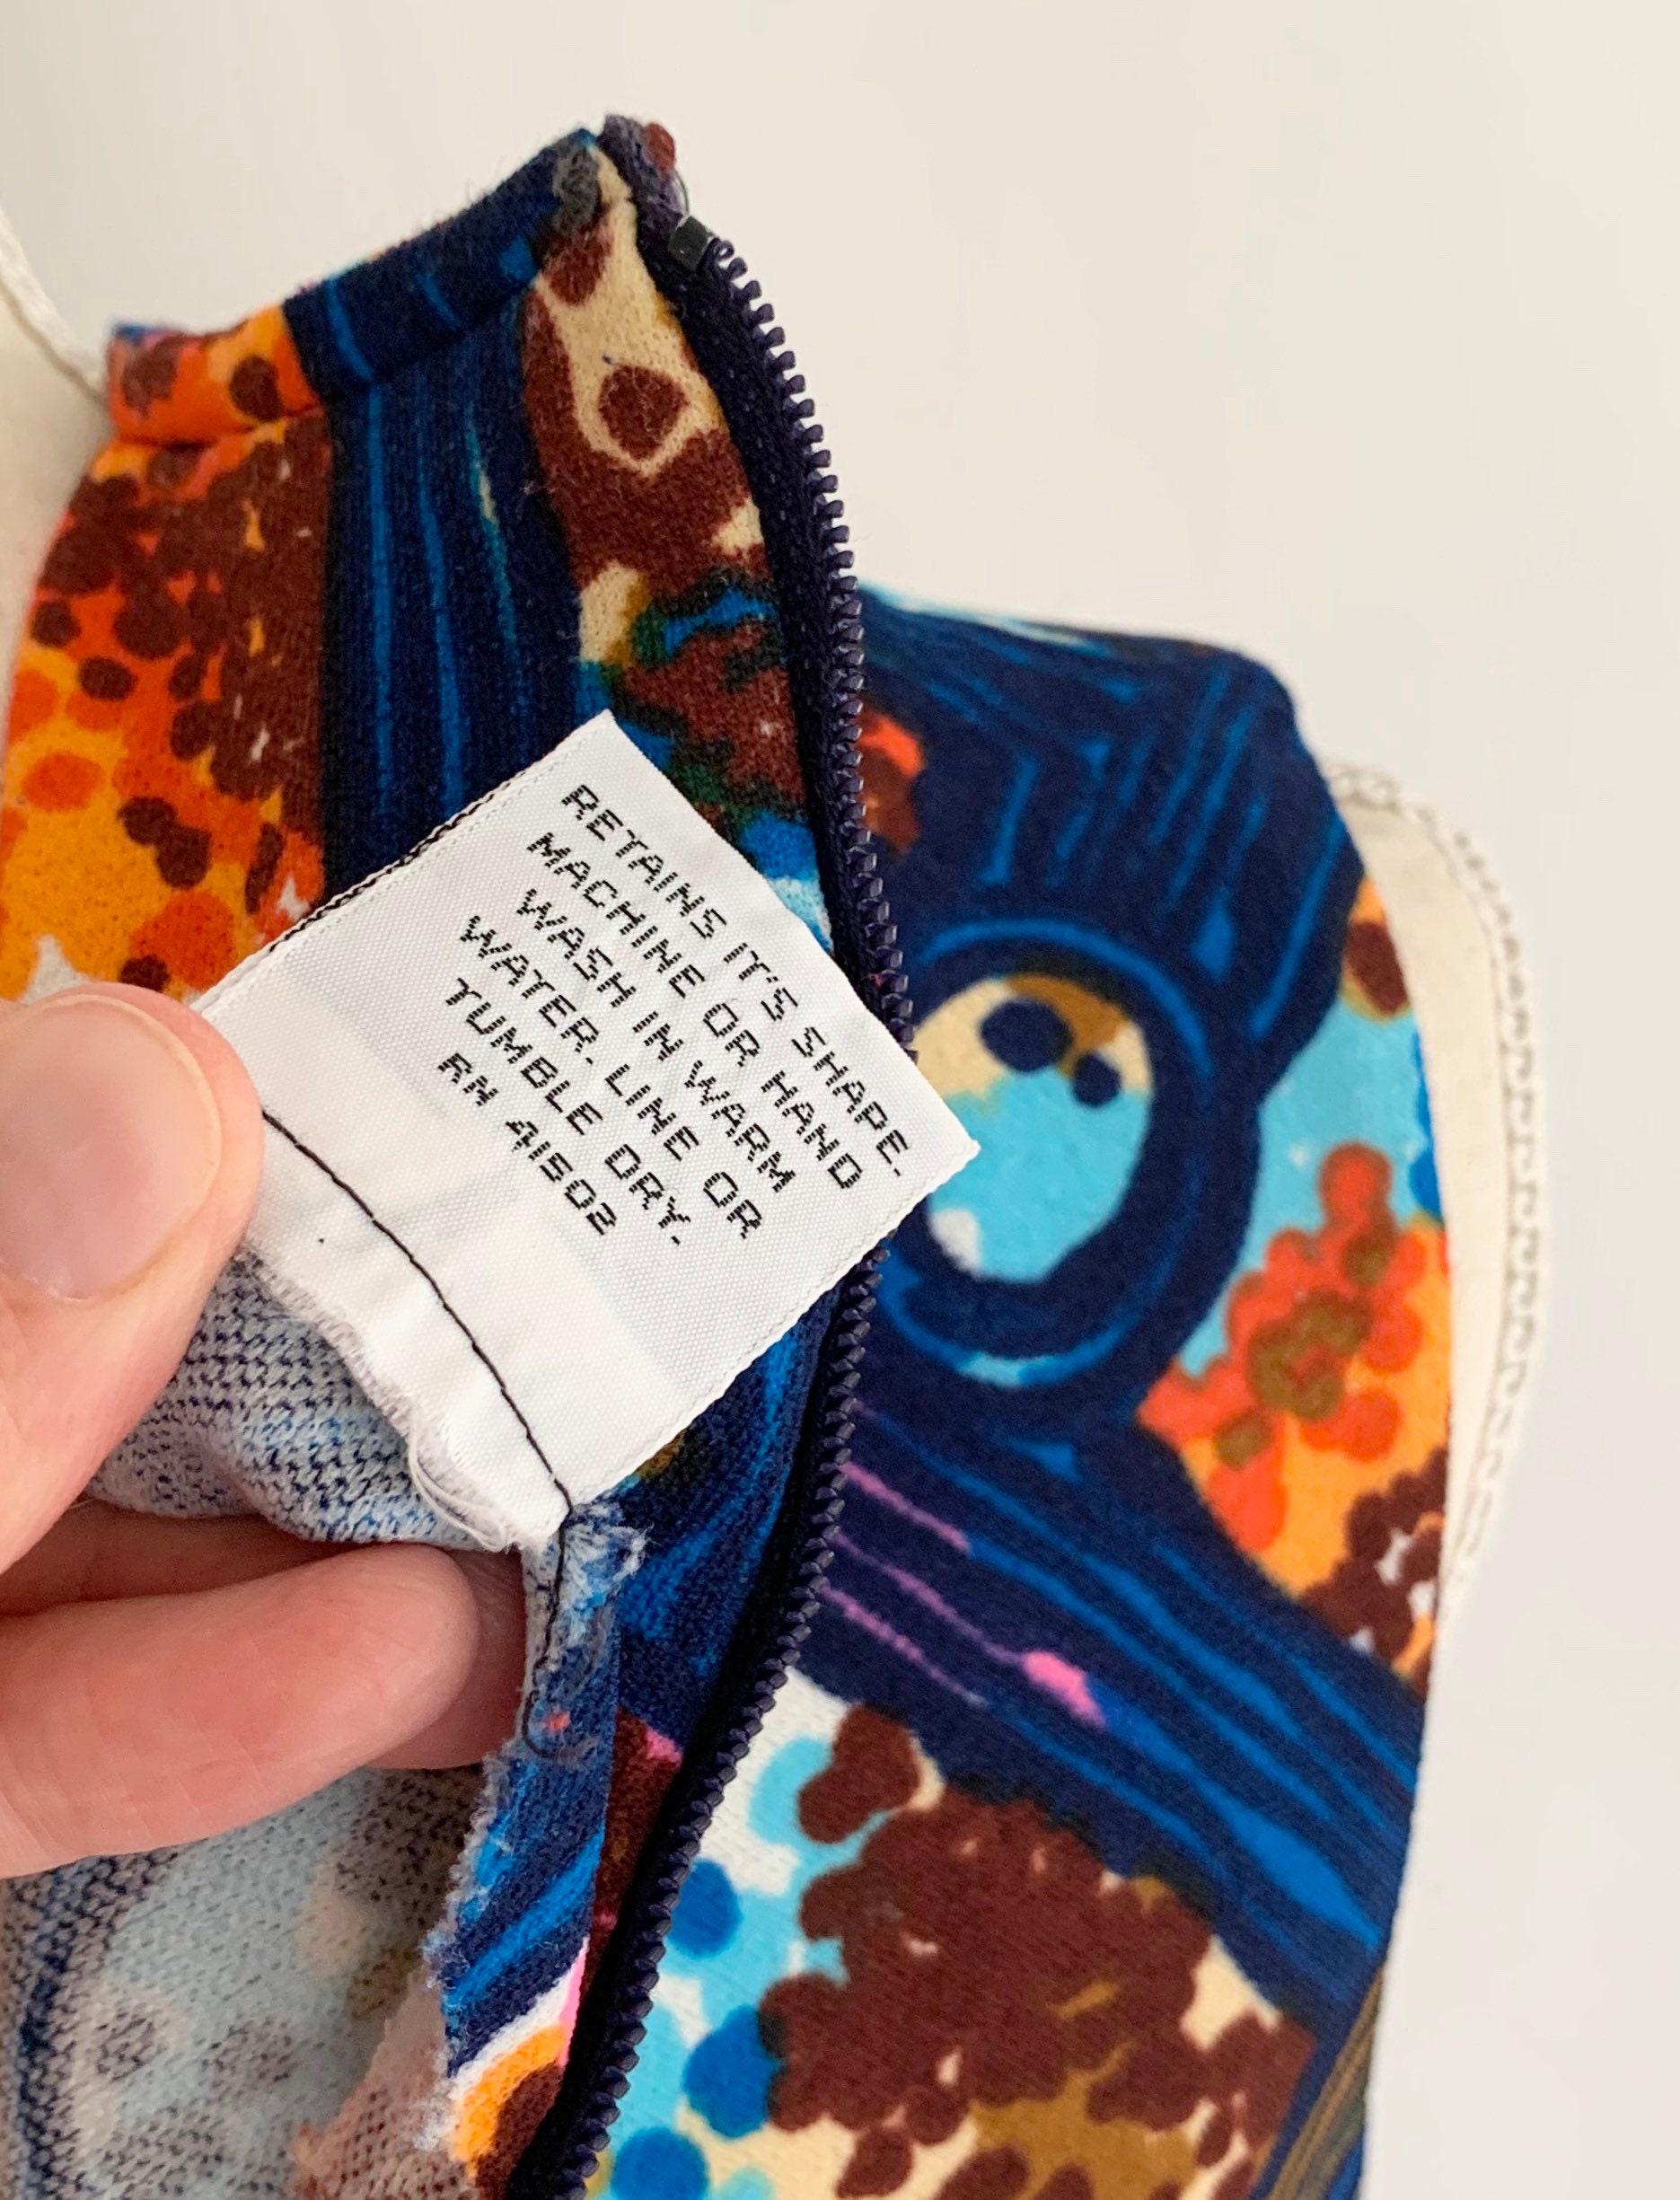 RETAINS IT'S SHAPE.
MACHINE OR HAND
WASH IN WARM
WATER. LINE OR
TUMBLE DRY.
RN 41502